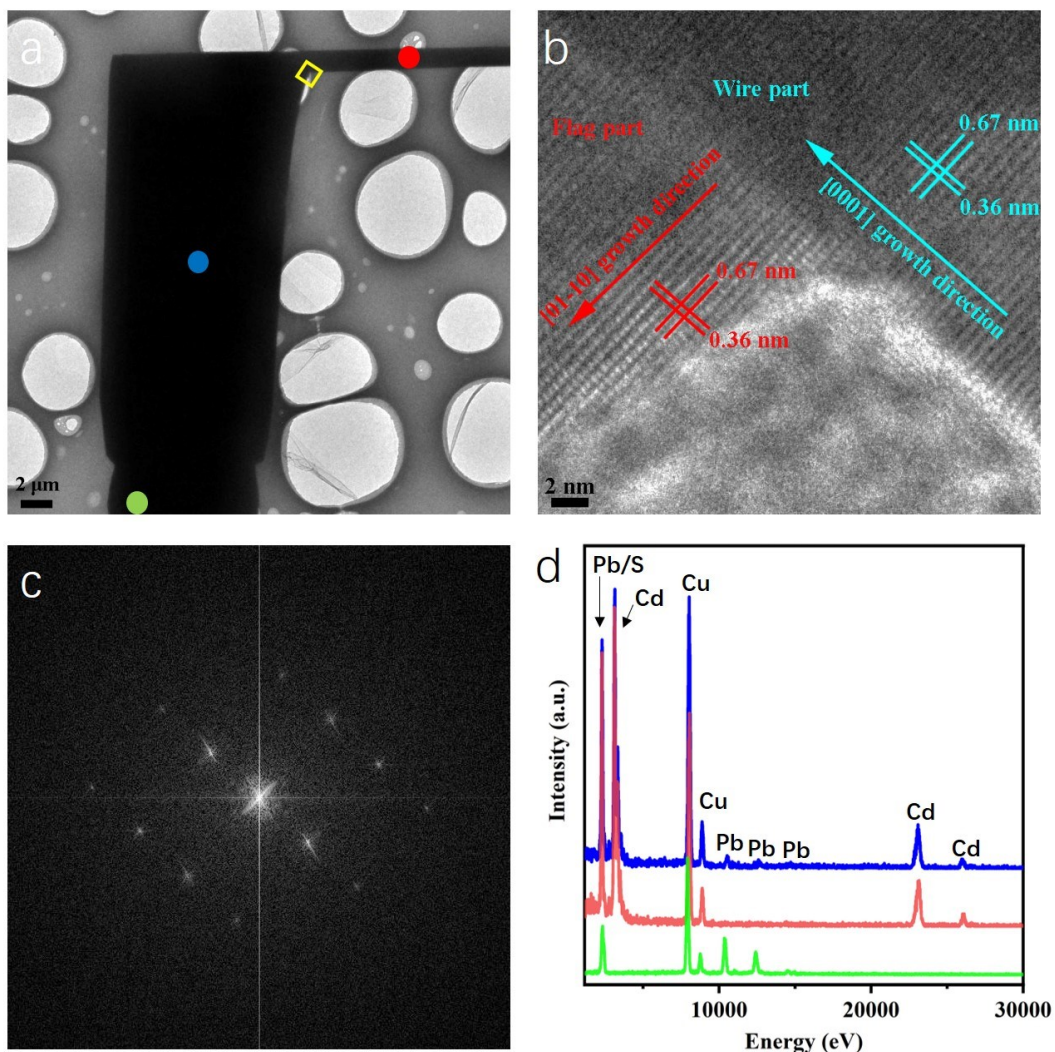 a
2 μm
b
Wire part
Flag part
0.67 nm
0.36 nm
[0001] growth direction
[01-10] growth direction
0.67 nm
0.36 nm
2 nm
c
d
Pb/S
Cd
Cu
Cu
Pb
Pb
Pb
Cd
Cd
Intensity (a.u.)
10000
20000
30000
Energy (eV)